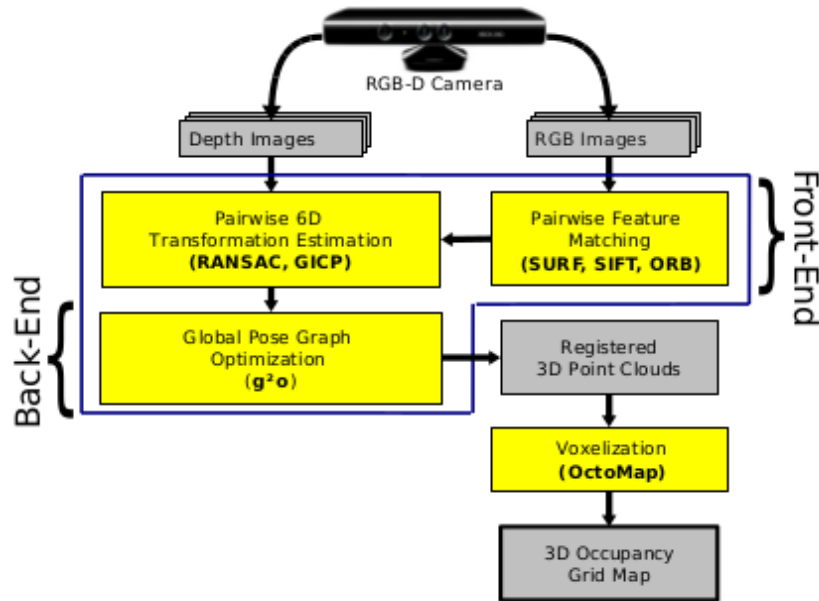 RGB-D Camera
Depth Images
RGB Images
Pairwise 6D
Transformation Estimation
(RANSAC, GICP)
Pairwise Feature
Matching
(SURF, SIFT, ORB)
Front-End
Back-End
Global Pose Graph
Optimization
(g²o)
Registered
3D Point Clouds
Voxelization
(OctoMap)
3D Occupancy
Grid Map